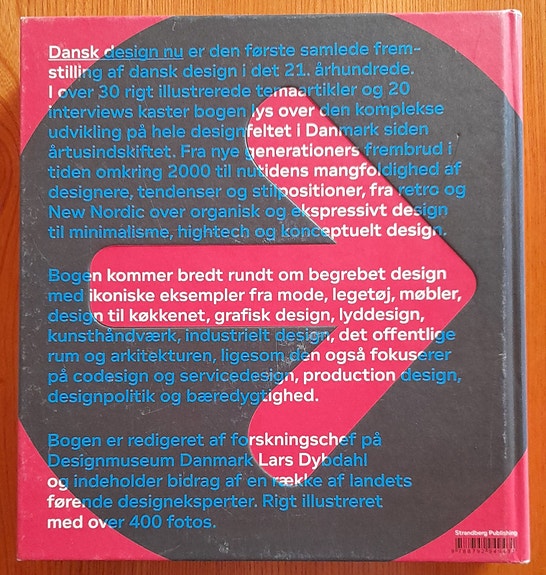 Dansk design nu er den første samlede frem-
stilling af dansk design i det 21. århundrede.
I over 30 rigt illustrerede temaartikler og 20
interviews kaster bogen lys over den komplekse
udvikling på hele designfeltet i Danmark siden
årtusindskiftet. Fra nye generationers frembrud i
tiden omkring 2000 til nutidens mangfoldighed af
designere, tendenser og stilpositioner, fra retro og
New Nordic over organisk og ekspressivt design
til minimalisme, hightech og konceptuelt design.
Bogen kommer bredt rundt om begrebet design
med ikoniske eksempler fra mode, legetøj, møbler,
design til køkkenet, grafisk design, lyddesign,
kunsthåndværk, industrielt design, det offentlige
rum og arkitekturen, ligesom den også fokuserer
på codesign og servicedesign, production design,
designpolitik og bæredygtighed.
Bogen er redigeret af forskningschef på
Designmuseum Danmark Lars Dybdahl
og indeholder bidrag af en række af landets
førende designeksperter. Rigt illustreret
med over 400 fotos.
Strandberg Publishing